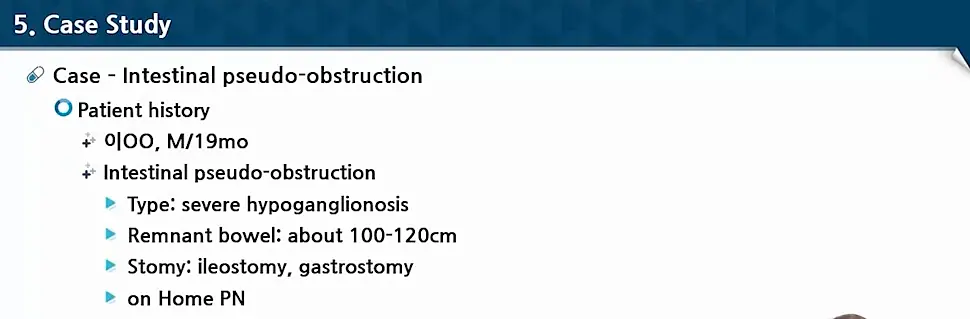 5. Case Study
Case - Intestinal pseudo-obstruction
Patient history
이OO, M/19mo
Intestinal pseudo-obstruction
Type: severe hypoganglionosis
Remnant bowel: about 100-120cm
Stomy: ileostomy, gastrostomy
on Home PN